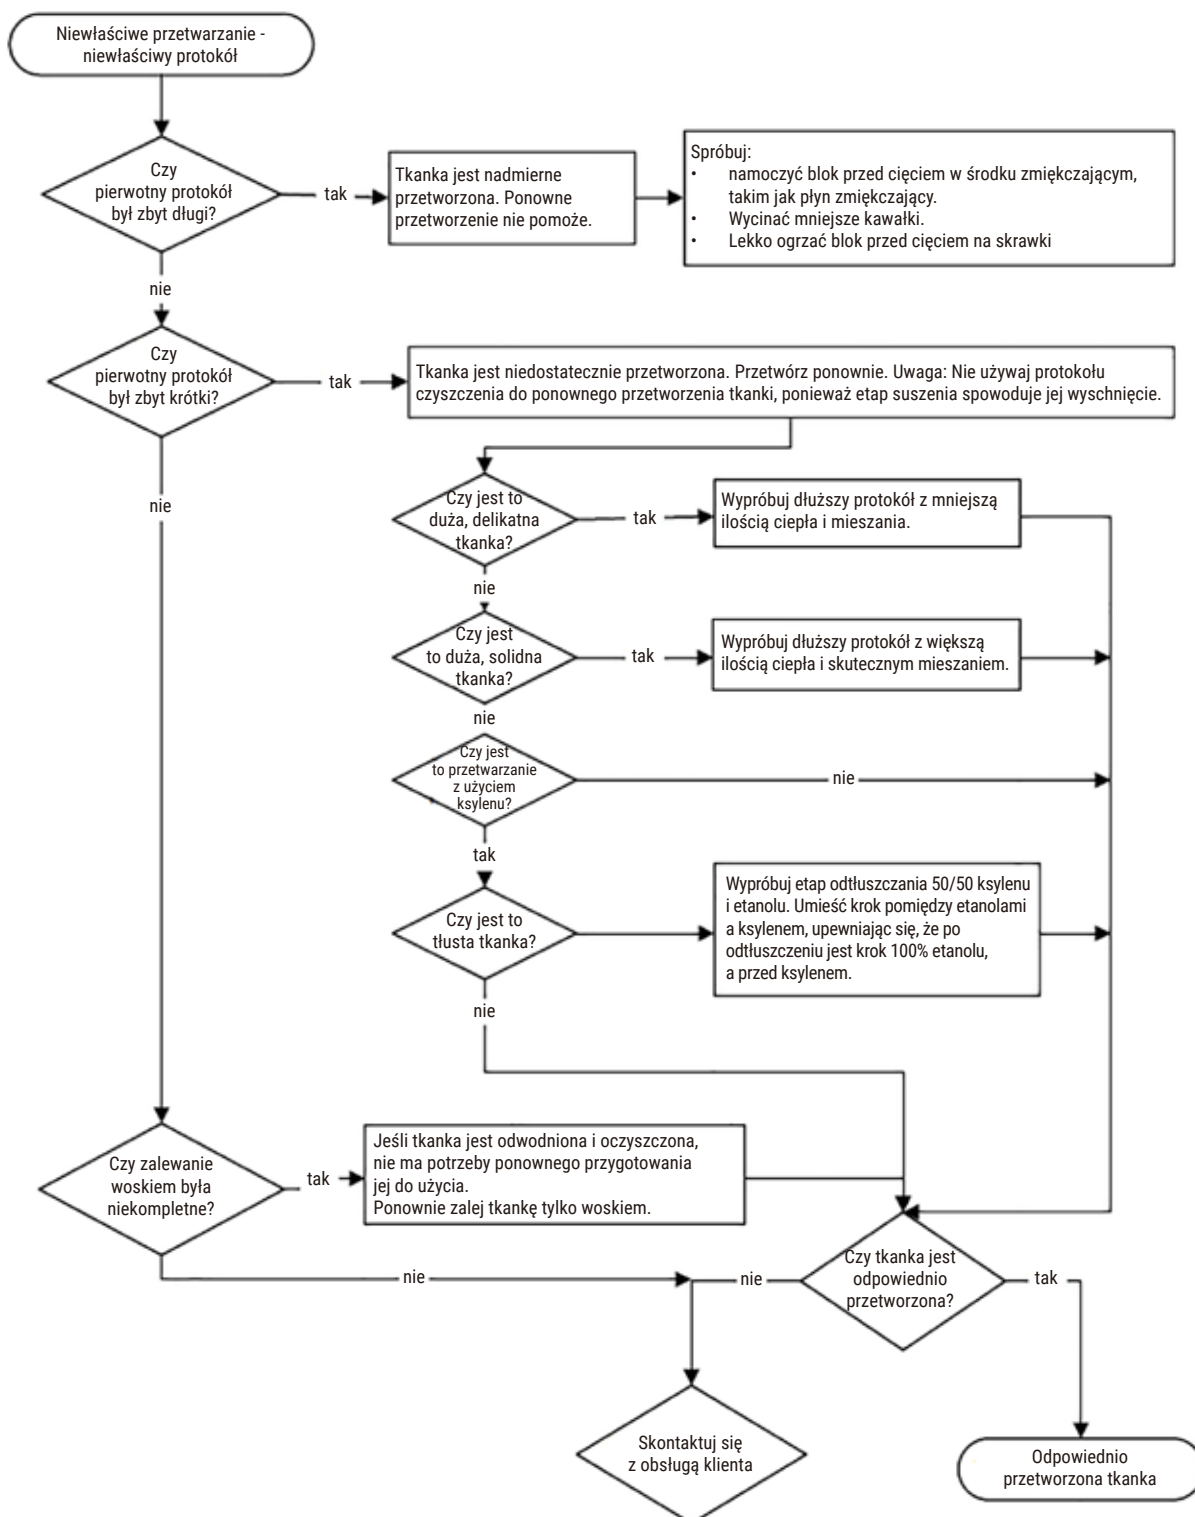 Niewłaściwe przetwarzanie -
niewłaściwy protokół
Czy
pierwotny protokół
był zbyt długi?
tak
Tkanka jest nadmierne
przetworzona. Ponowne
przetworzenie nie pomoże.
Spróbuj:
• namoczyć blok przed cięciem w środku zmiękczającym,
takim jak płyn zmiękczający.
• Wycinać mniejsze kawałki.
• Lekko ogrzać blok przed cięciem na skrawki
nie
Czy
pierwotny protokół
był zbyt krótki?
tak
Tkanka jest niedostatecznie przetworzona. Przetwórz ponownie. Uwaga: Nie używaj protokołu
czyszczenia do ponownego przetworzenia tkanki, ponieważ etap suszenia spowoduje jej wyschnięcie.
nie
Czy jest to
duża, delikatna
tkanka?
tak
Wypróbuj dłuższy protokół z mniejszą
ilością ciepła i mieszania.
nie
Czy jest
to duża, solidna
tkanka?
tak
Wypróbuj dłuższy protokół z większą
ilością ciepła i skutecznym mieszaniem.
nie
Czy jest
to przetwarzanie
z użyciem
ksylenu?
nie
tak
Czy jest to
tłusta tkanka?
Wypróbuj etap odtłuszczania 50/50 ksylenu
i etanolu. Umieść krok pomiędzy etanolami
a ksylenem, upewniając się, że po
odtłuszczeniu jest krok 100% etanolu,
a przed ksylenem.
nie
Czy zalewanie
woskiem była
niekompletne?
tak
Jeśli tkanka jest odwodniona i oczyszczona,
nie ma potrzeby ponownego przygotowania
jej do użycia.
Ponownie zalej tkankę tylko woskiem.
nie
nie
Czy tkanka jest
odpowiednio
przetworzona?
tak
Skontaktuj się
z obsługą klienta
Odpowiednio
przetworzona tkanka